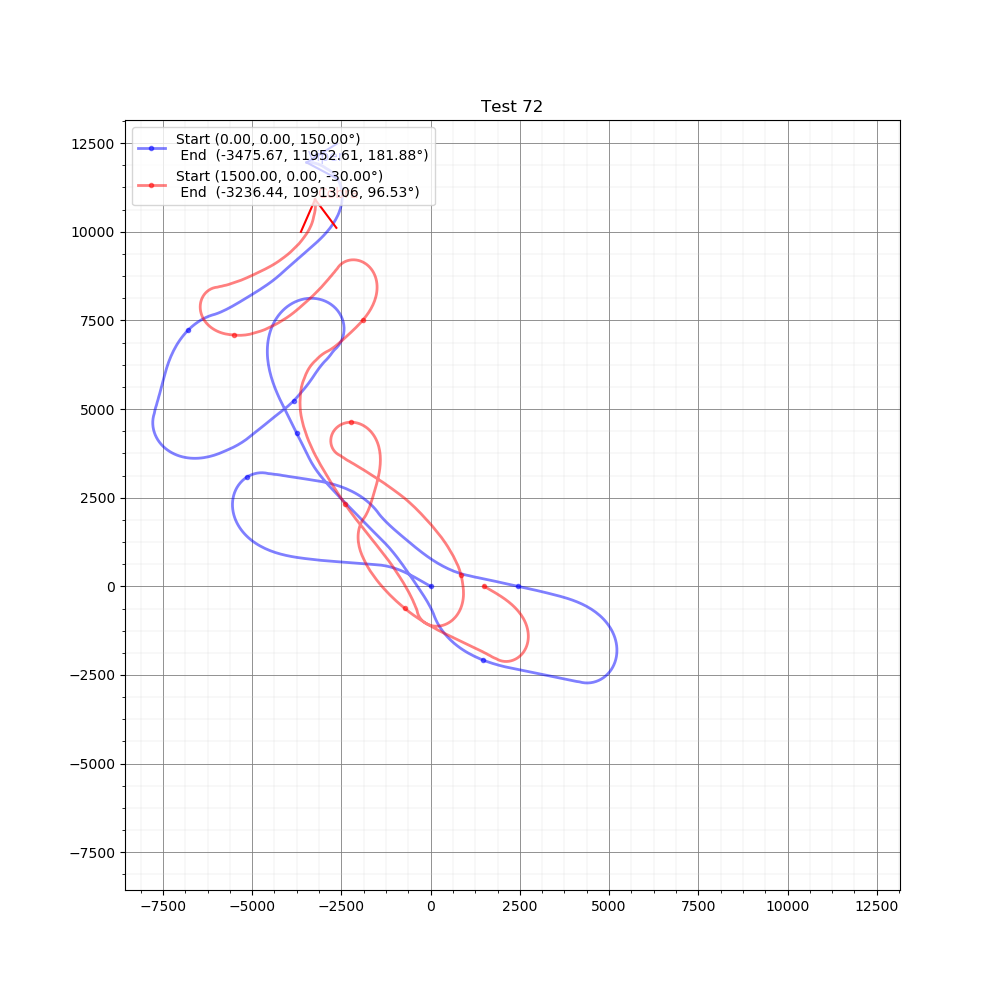 Test 72
Start (0.00, 0.00, 150.00°)
End (-3475.67, 11952.61, 181.88°)
Start (1500.00, 0.00, -30.00°)
End (-3236.44, 10913.06, 96.53°)
12500
10000
7500
5000
2500
0
−2500
−5000
−7500
−7500 −5000 −2500 0 2500 5000 7500 10000 12500